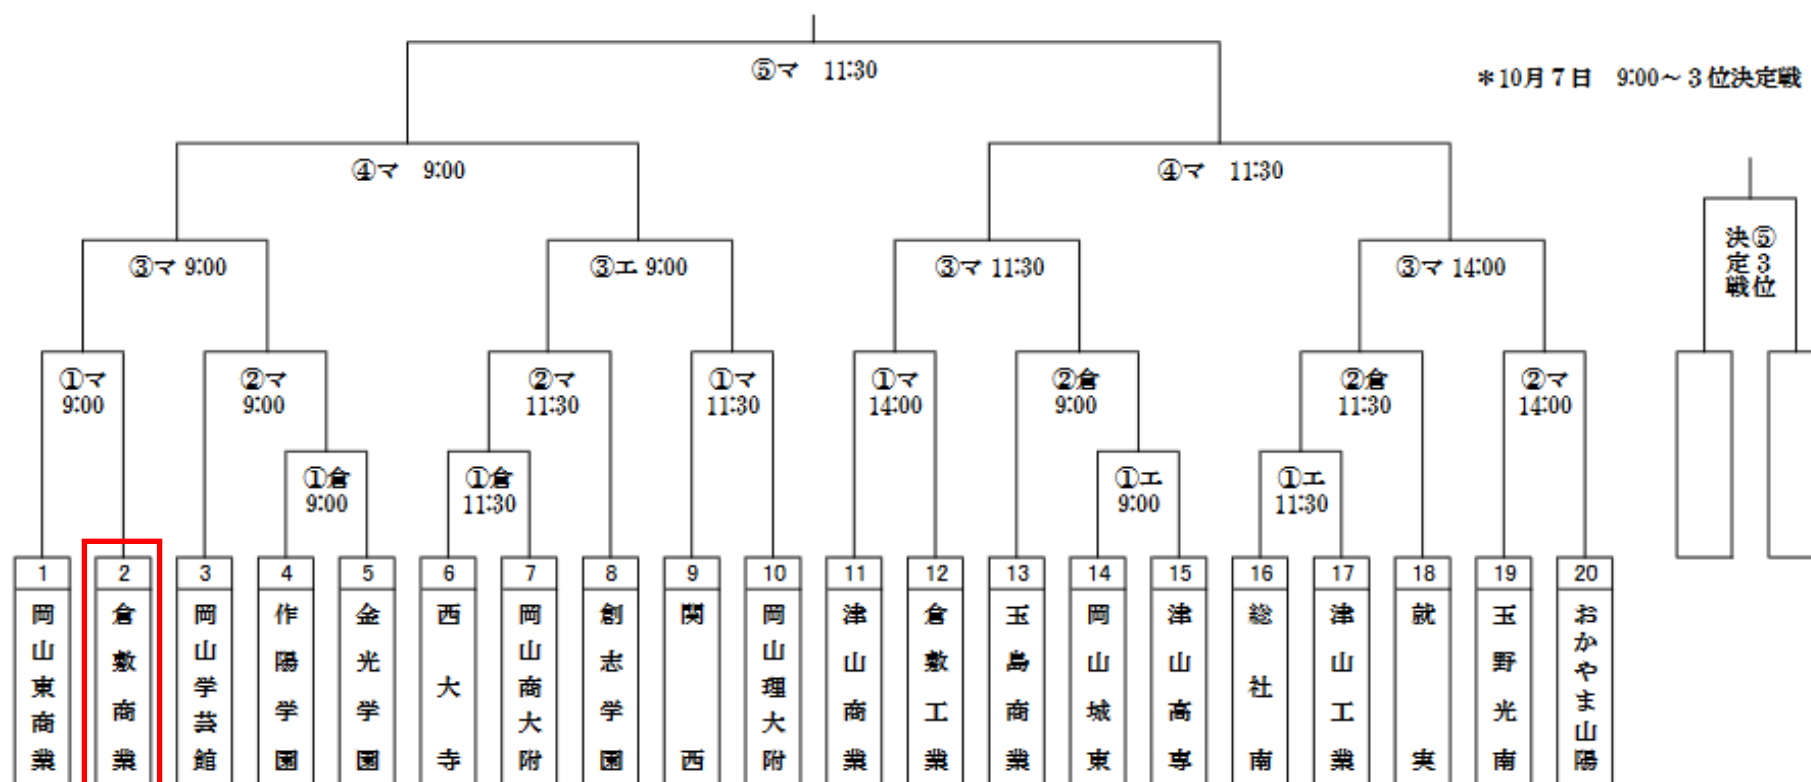 ⑤マ 11:30
*10月7日 9:00～3位決定戦
④マ 9:00
④マ 11:30
③マ 9:00
③エ 9:00
③マ 11:30
③マ 14:00
⑤3位
決定戦
①マ
9:00
②マ
9:00
②マ
11:30
①マ
11:30
①マ
14:00
②倉
9:00
②倉
11:30
②マ
14:00
①倉
9:00
①倉
11:30
①エ
9:00
①エ
11:30
1
岡山東商業
2
倉敷商業
3
岡山学芸館
4
作陽学園
5
金光学園
6
西大寺
7
岡山商大附
8
創志学園
9
関西
10
岡山理大附
11
津山商業
12
倉敷工業
13
玉島商業
14
岡山城東
15
津山高専
16
総社南
17
津山工業
18
就実
19
玉野光南
20
おかやま山陽